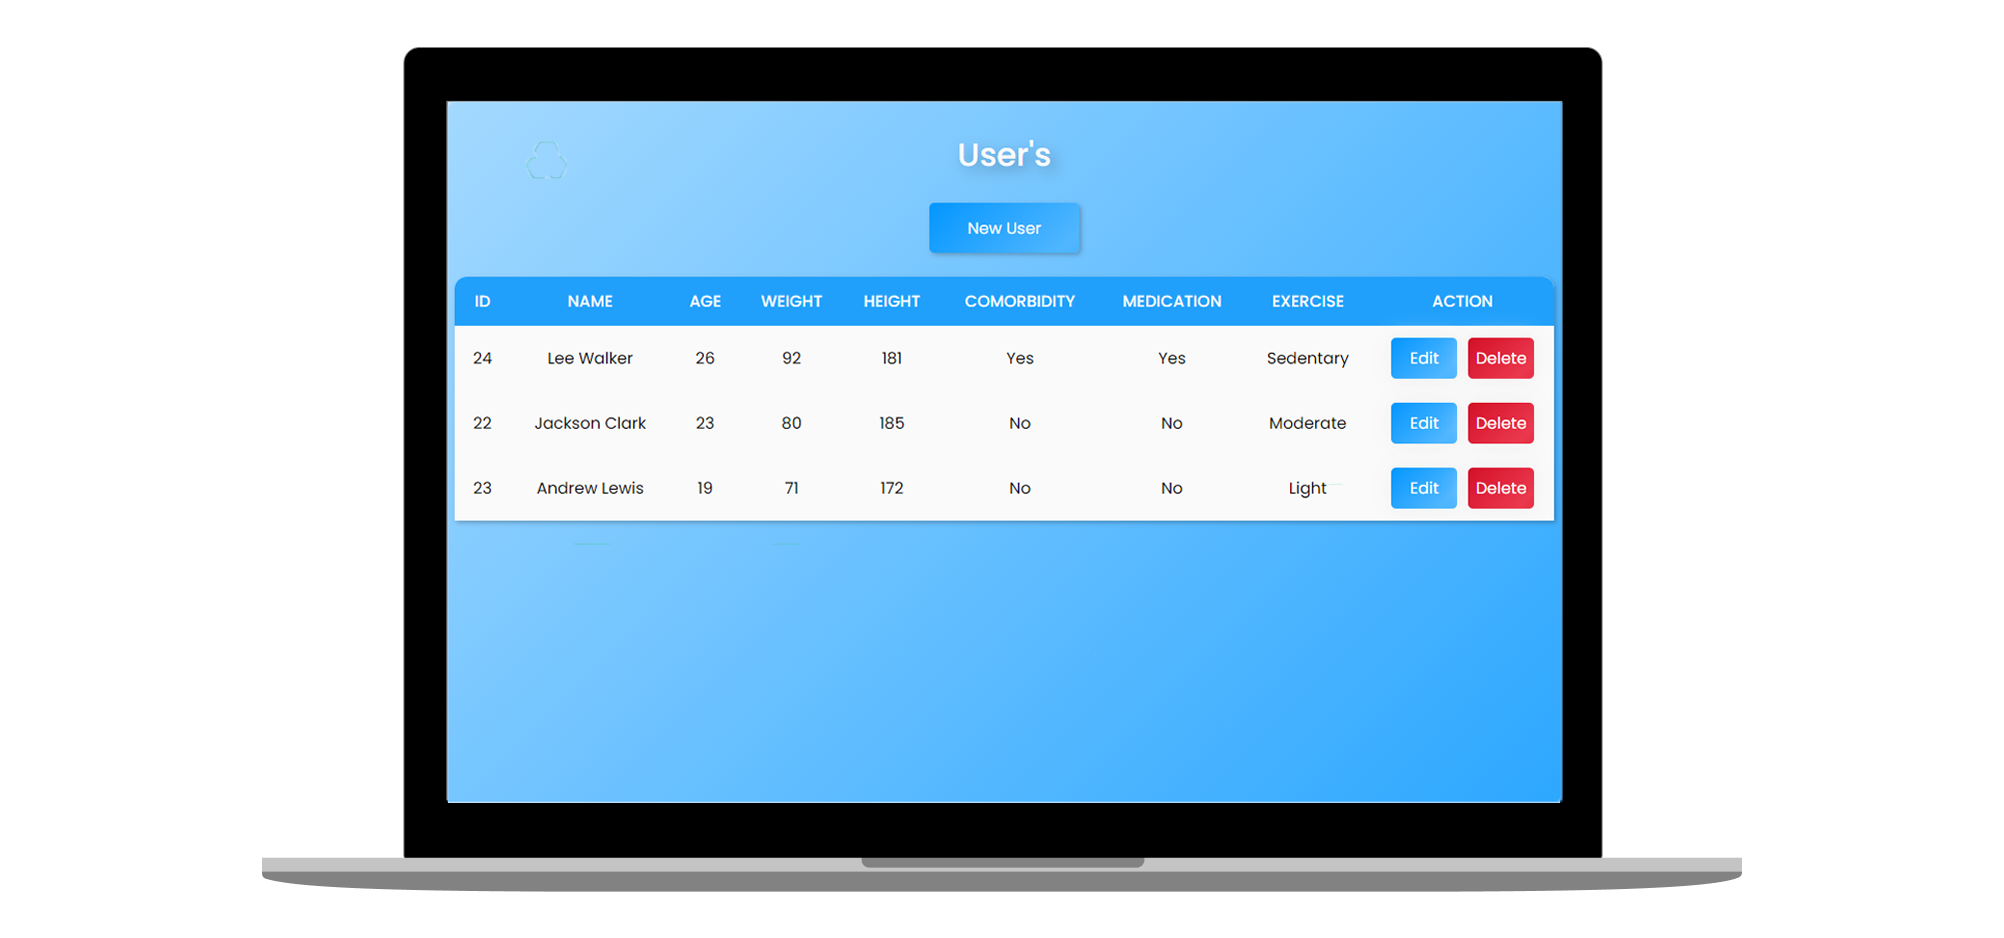 User's
New User
ID NAME AGE WEIGHT HEIGHT COMORBIDITY MEDICATION EXERCISE ACTION
24 Lee Walker 26 92 181 Yes Yes Sedentary Edit Delete
22 Jackson Clark 23 80 185 No No Moderate Edit Delete
23 Andrew Lewis 19 71 172 No No Light Edit Delete